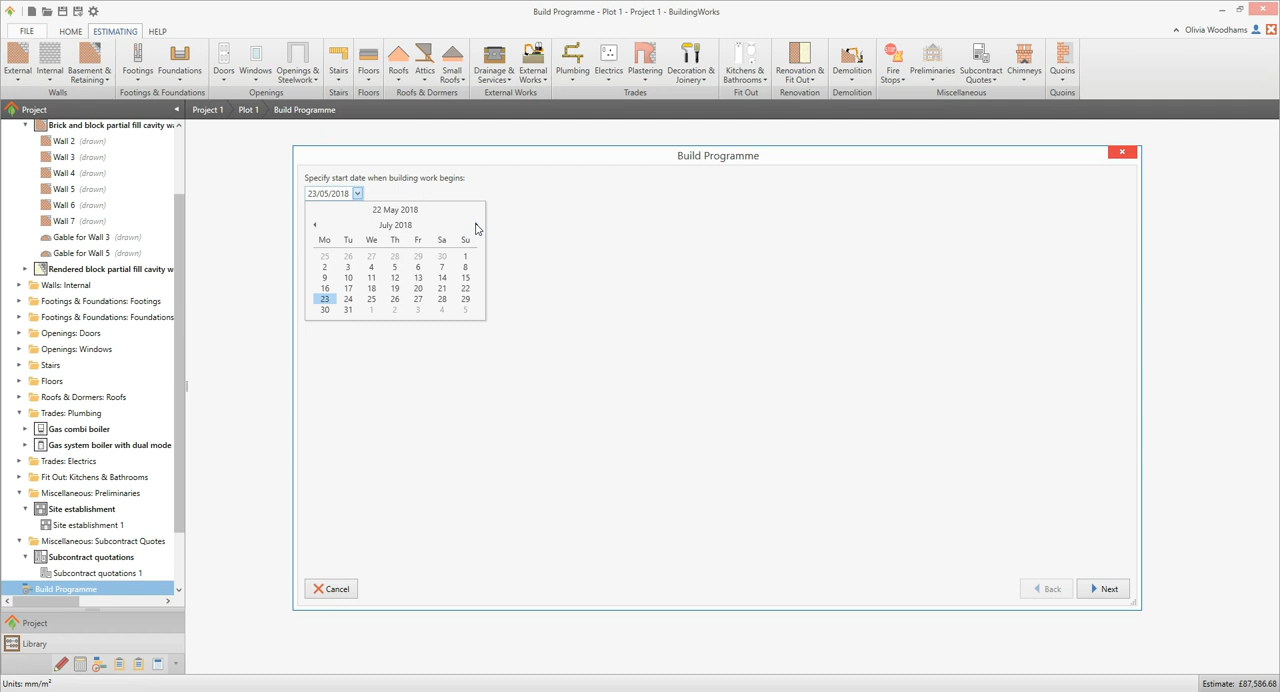 Build Programme - Plot 1 - Project 1 - BuildingWorks
FILE HOME ESTIMATING HELP
Olivia Woodhams
External Internal Basement & Retaining Footings Foundations Doors Windows Openings & Steelwork Stairs Floors Roofs Attics Small Roofs Drainage & Services External Works Plumbing Electrics Plastering Decoration & Joinery Kitchens & Bathrooms Renovation & Fit Out Demolition Fire Stops Preliminaries Subcontract Quotes Chimneys Quoins
Walls Footings & Foundations Openings Stairs Floors Roofs & Dormers External Works Trades Fit Out Renovation Demolition Miscellaneous Quoins
Project
Project 1 Plot 1 Build Programme
Brick and block partial fill cavity w
Wall 2 (drawn)
Wall 3 (drawn)
Wall 4 (drawn)
Wall 5 (drawn)
Wall 6 (drawn)
Wall 7 (drawn)
Gable for Wall 3 (drawn)
Gable for Wall 5 (drawn)
Rendered block partial fill cavity w
Walls: Internal
Footings & Foundations: Footings
Footings & Foundations: Foundations
Openings: Doors
Openings: Windows
Stairs
Floors
Roofs & Dormers: Roofs
Trades: Plumbing
Gas combi boiler
Gas system boiler with dual mode
Trades: Electrics
Fit Out: Kitchens & Bathrooms
Miscellaneous: Preliminaries
Site establishment
Site establishment 1
Miscellaneous: Subcontract Quotes
Subcontract quotations
Subcontract quotations 1
Build Programme
Project
Library
Build Programme
Specify start date when building work begins:
23/05/2018
22 May 2018
July 2018
Mo Tu We Th Fr Sa Su
25 26 27 28 29 30 1
2 3 4 5 6 7 8
9 10 11 12 13 14 15
16 17 18 19 20 21 22
23 24 25 26 27 28 29
30 31 1 2 3 4 5
Cancel Back Next
Units: mm/m²
Estimate: £87,586.68